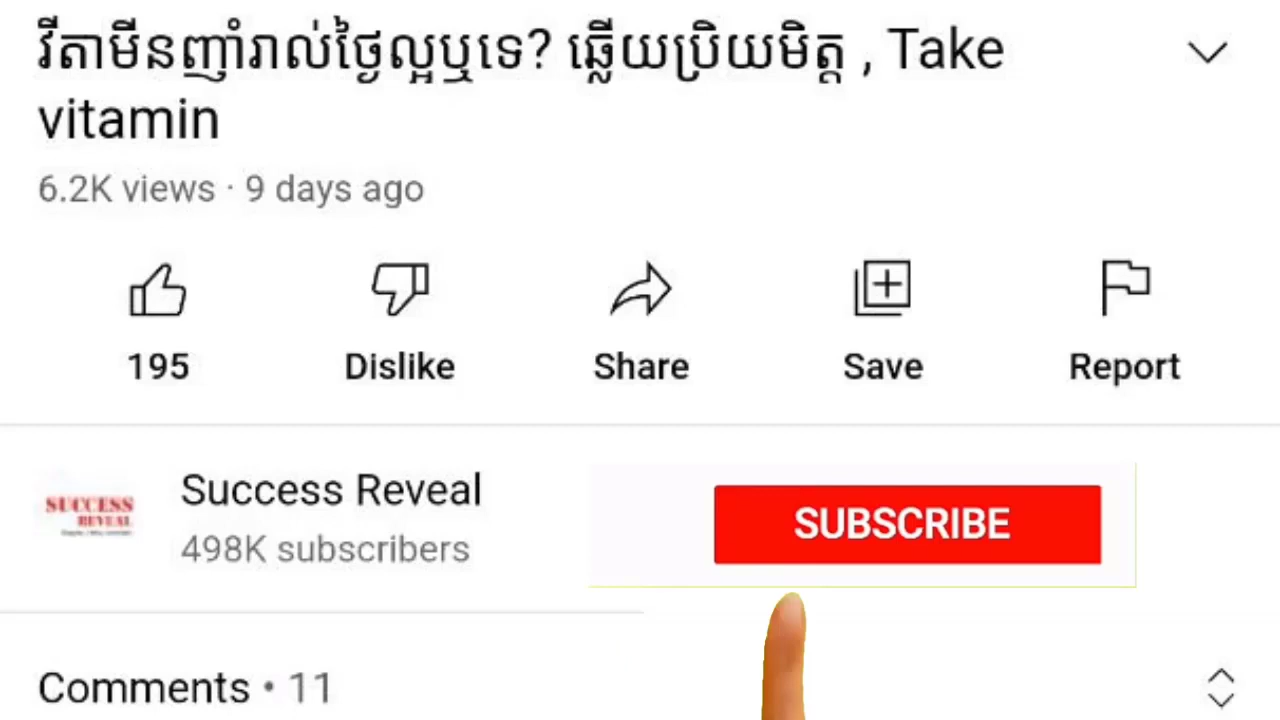 វីតាមីនញ៉ាំរាល់ថ្ងៃល្អឬទេ? ឆ្លើយប្រិយមិត្ត , Take
vitamin
6.2K views · 9 days ago
195 Dislike Share Save Report
Success Reveal
SUCCESS
REVEAL
498K subscribers
SUBSCRIBE
Comments • 11